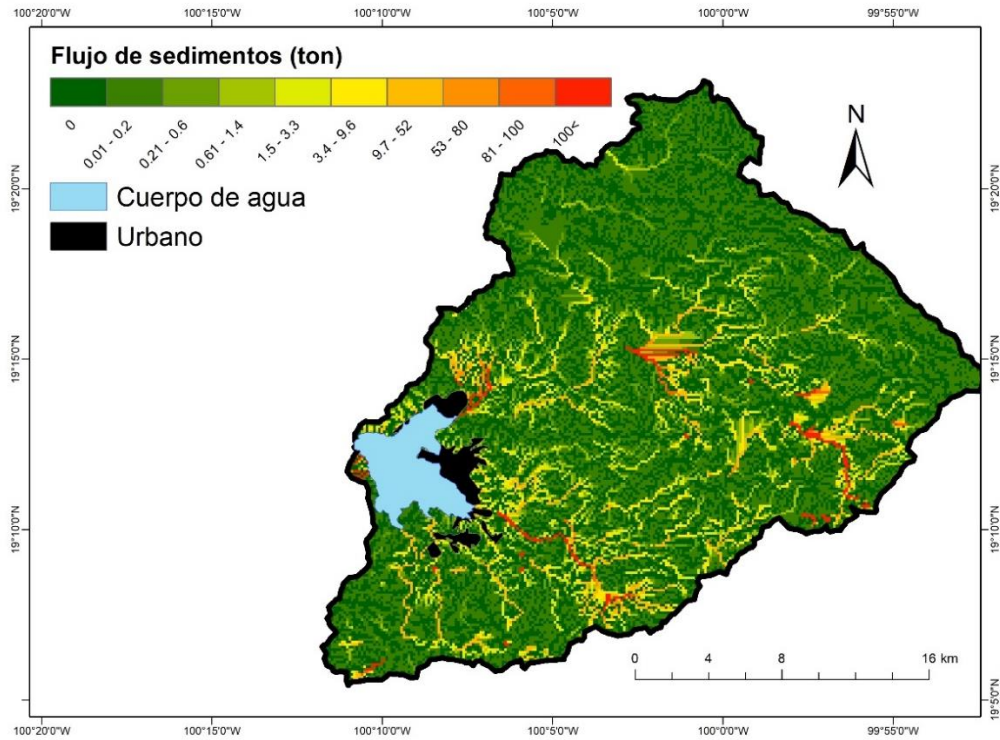 100°20'0"W 100°15'0"W 100°10'0"W 100°5'0"W 100°0'0"W 99°55'0"W
Flujo de sedimentos (ton)
0 0.01 - 0.2 0.21 - 0.6 0.61 - 1.4 1.5 - 3.3 3.4 - 9.6 9.7 - 52 53 - 80 81 - 100 100<
N
19°20'0"N 19°20'0"N
Cuerpo de agua
Urbano
19°15'0"N 19°15'0"N
19°10'0"N 19°10'0"N
0 4 8 16 km
19°5'0"N 19°5'0"N
100°20'0"W 100°15'0"W 100°10'0"W 100°5'0"W 100°0'0"W 99°55'0"W